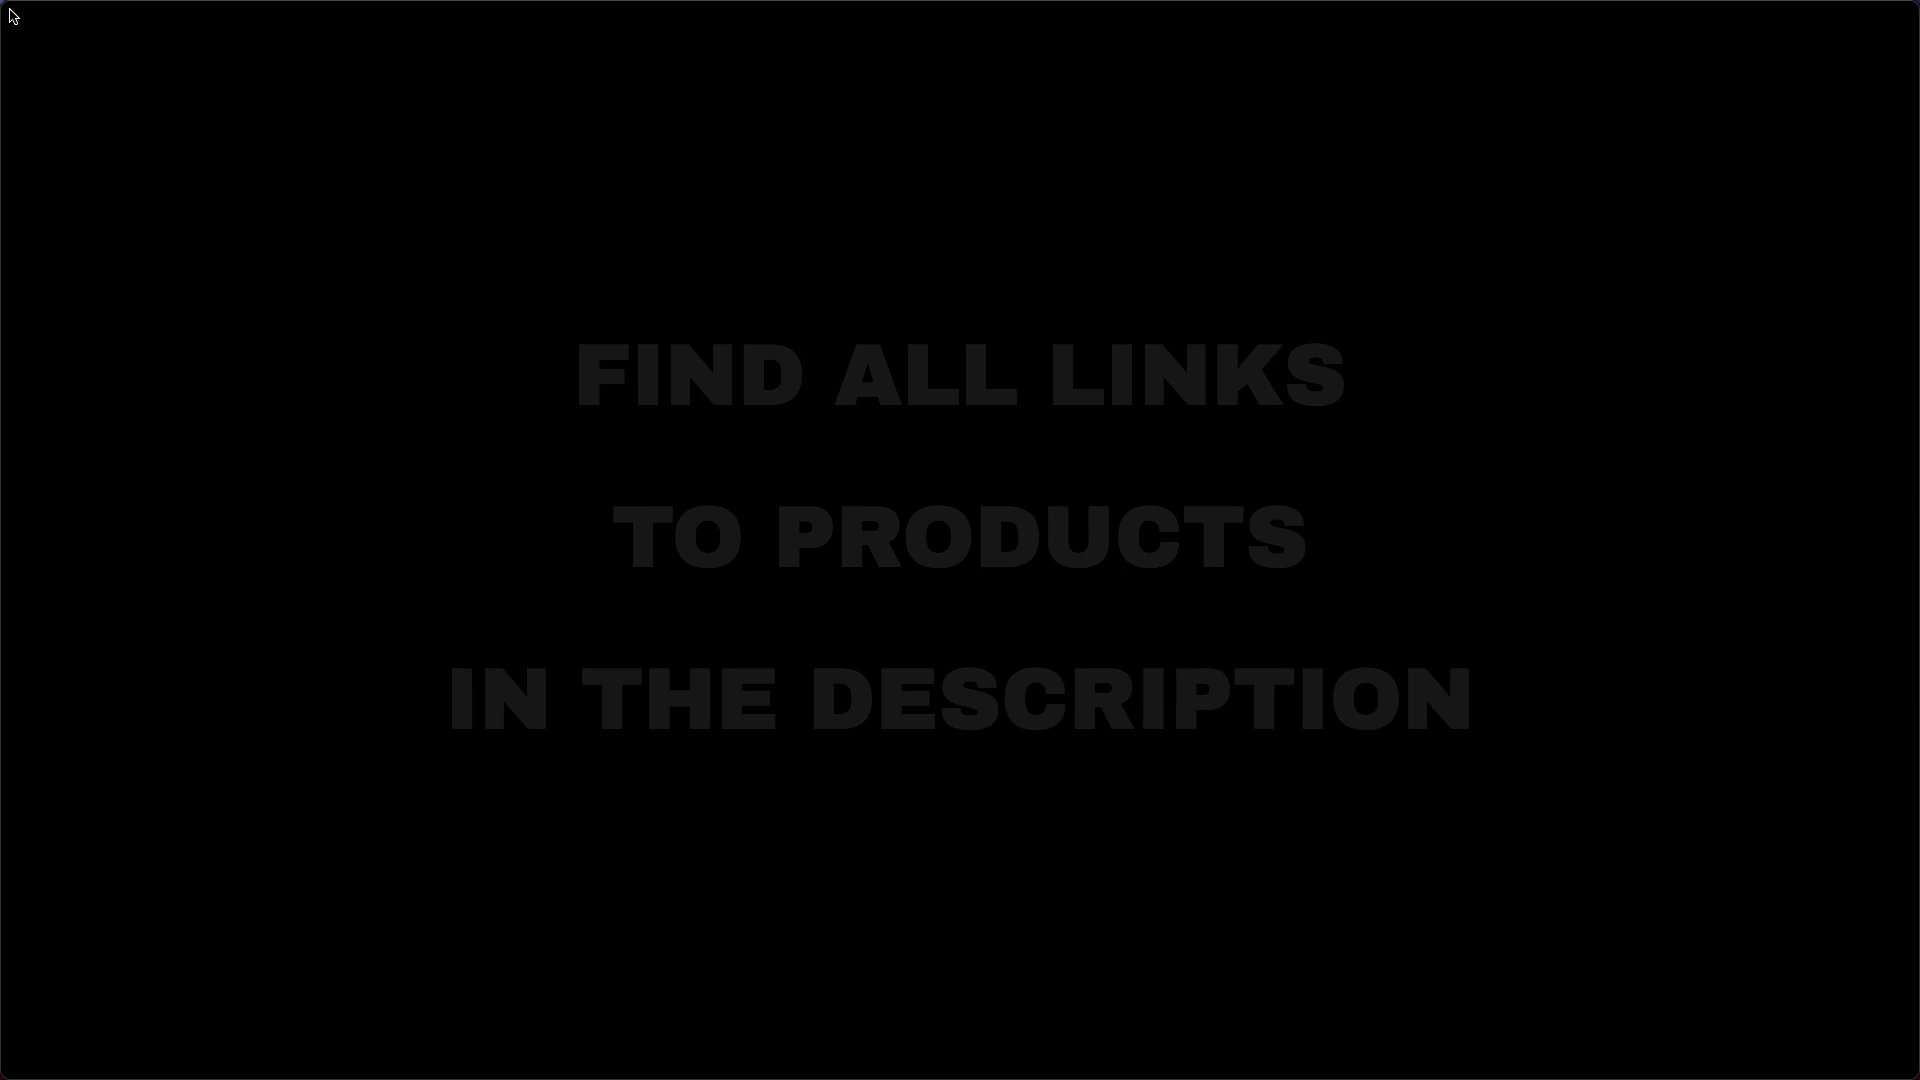 FIND ALL LINKS
TO PRODUCTS
IN THE DESCRIPTION